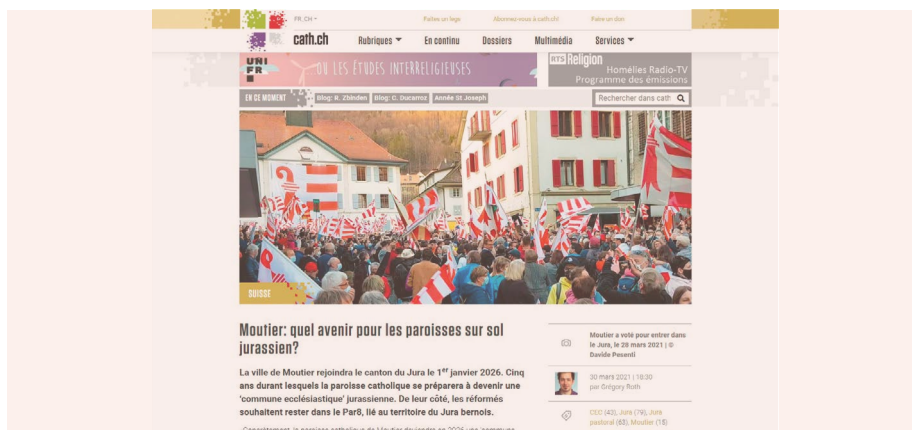 FR, CH
Faites un legs
Abonnez-vous à cath.ch!
Faire un don
cath.ch
Rubriques
En continu
Dossiers
Multimédia
Services
UNI
FR
OU LES ÉTUDES INTERRELIGIEUSES
RTS Religion
Homélies Radio-TV
Programme des émissions
EN CE MOMENT
Blog: R. Zbinden
Blog: C. Ducarroz
Année St Joseph
Rechercher dans cath
SUISSE
Moutier: quel avenir pour les paroisses sur sol
jurassien?
La ville de Moutier rejoindra le canton du Jura le 1er janvier 2026. Cinq
ans durant lesquels la paroisse catholique se préparera à devenir une
'commune ecclésiastique' jurassienne. De leur côté, les réformés
souhaitent rester dans le Par8, lié au territoire du Jura bernois.
Moutier a voté pour entrer dans
le Jura, le 28 mars 2021 | ©
Davide Pesenti
30 mars 2021 | 16:30
par Grégory Roth
CEC (43), Jura (79), Jura
pastoral (63), Moutier (15)